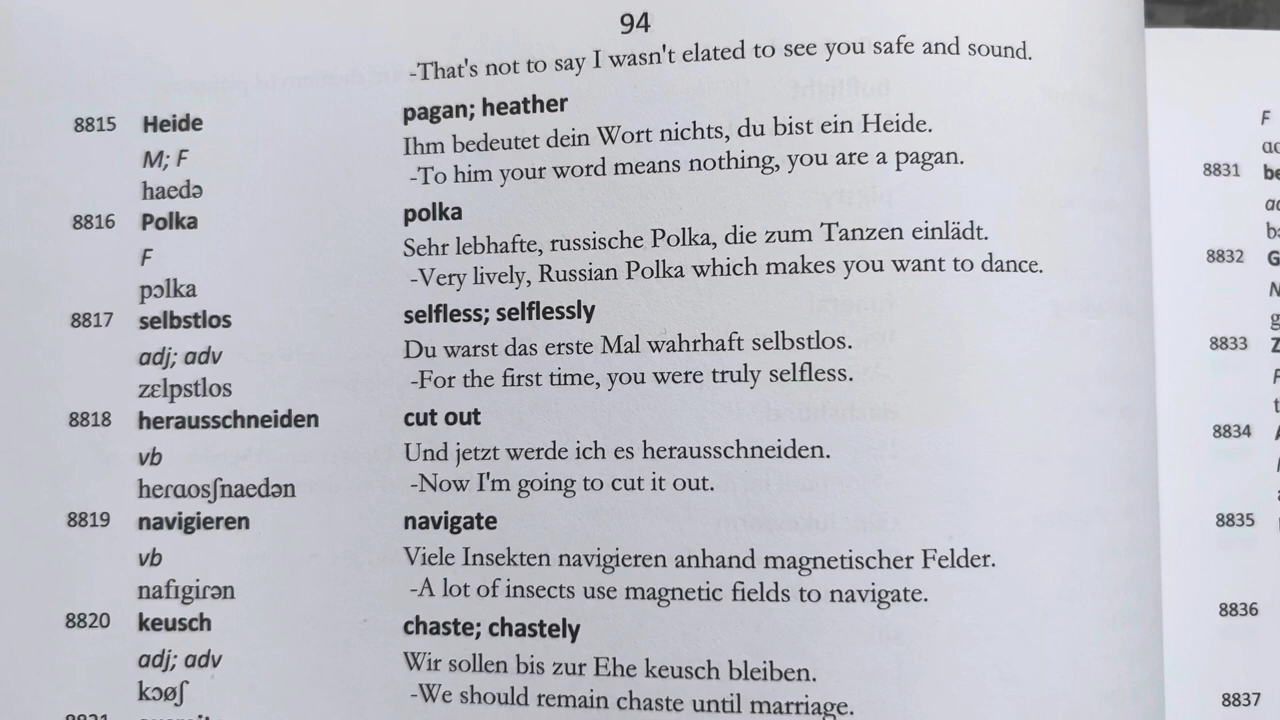 94
-That's not to say I wasn't elated to see you safe and sound.
8815 Heide pagan; heather
M; F Ihm bedeutet dein Wort nichts, du bist ein Heide.
haedə -To him your word means nothing, you are a pagan.
8816 Polka polka
F Sehr lebhafte, russische Polka, die zum Tanzen einlädt.
pɔlka -Very lively, Russian Polka which makes you want to dance.
8817 selbstlos selfless; selflessly
adj; adv Du warst das erste Mal wahrhaft selbstlos.
zɛlpstlos -For the first time, you were truly selfless.
8818 herausschneiden cut out
vb Und jetzt werde ich es herausschneiden.
heraosʃnaedən -Now I'm going to cut it out.
8819 navigieren navigate
vb Viele Insekten navigieren anhand magnetischer Felder.
nafɪgiɾən -A lot of insects use magnetic fields to navigate.
8820 keusch chaste; chastely
adj; adv Wir sollen bis zur Ehe keusch bleiben.
kɔøʃ -We should remain chaste until marriage.
F
8831
8832
8833
8834
8835
8836
8837